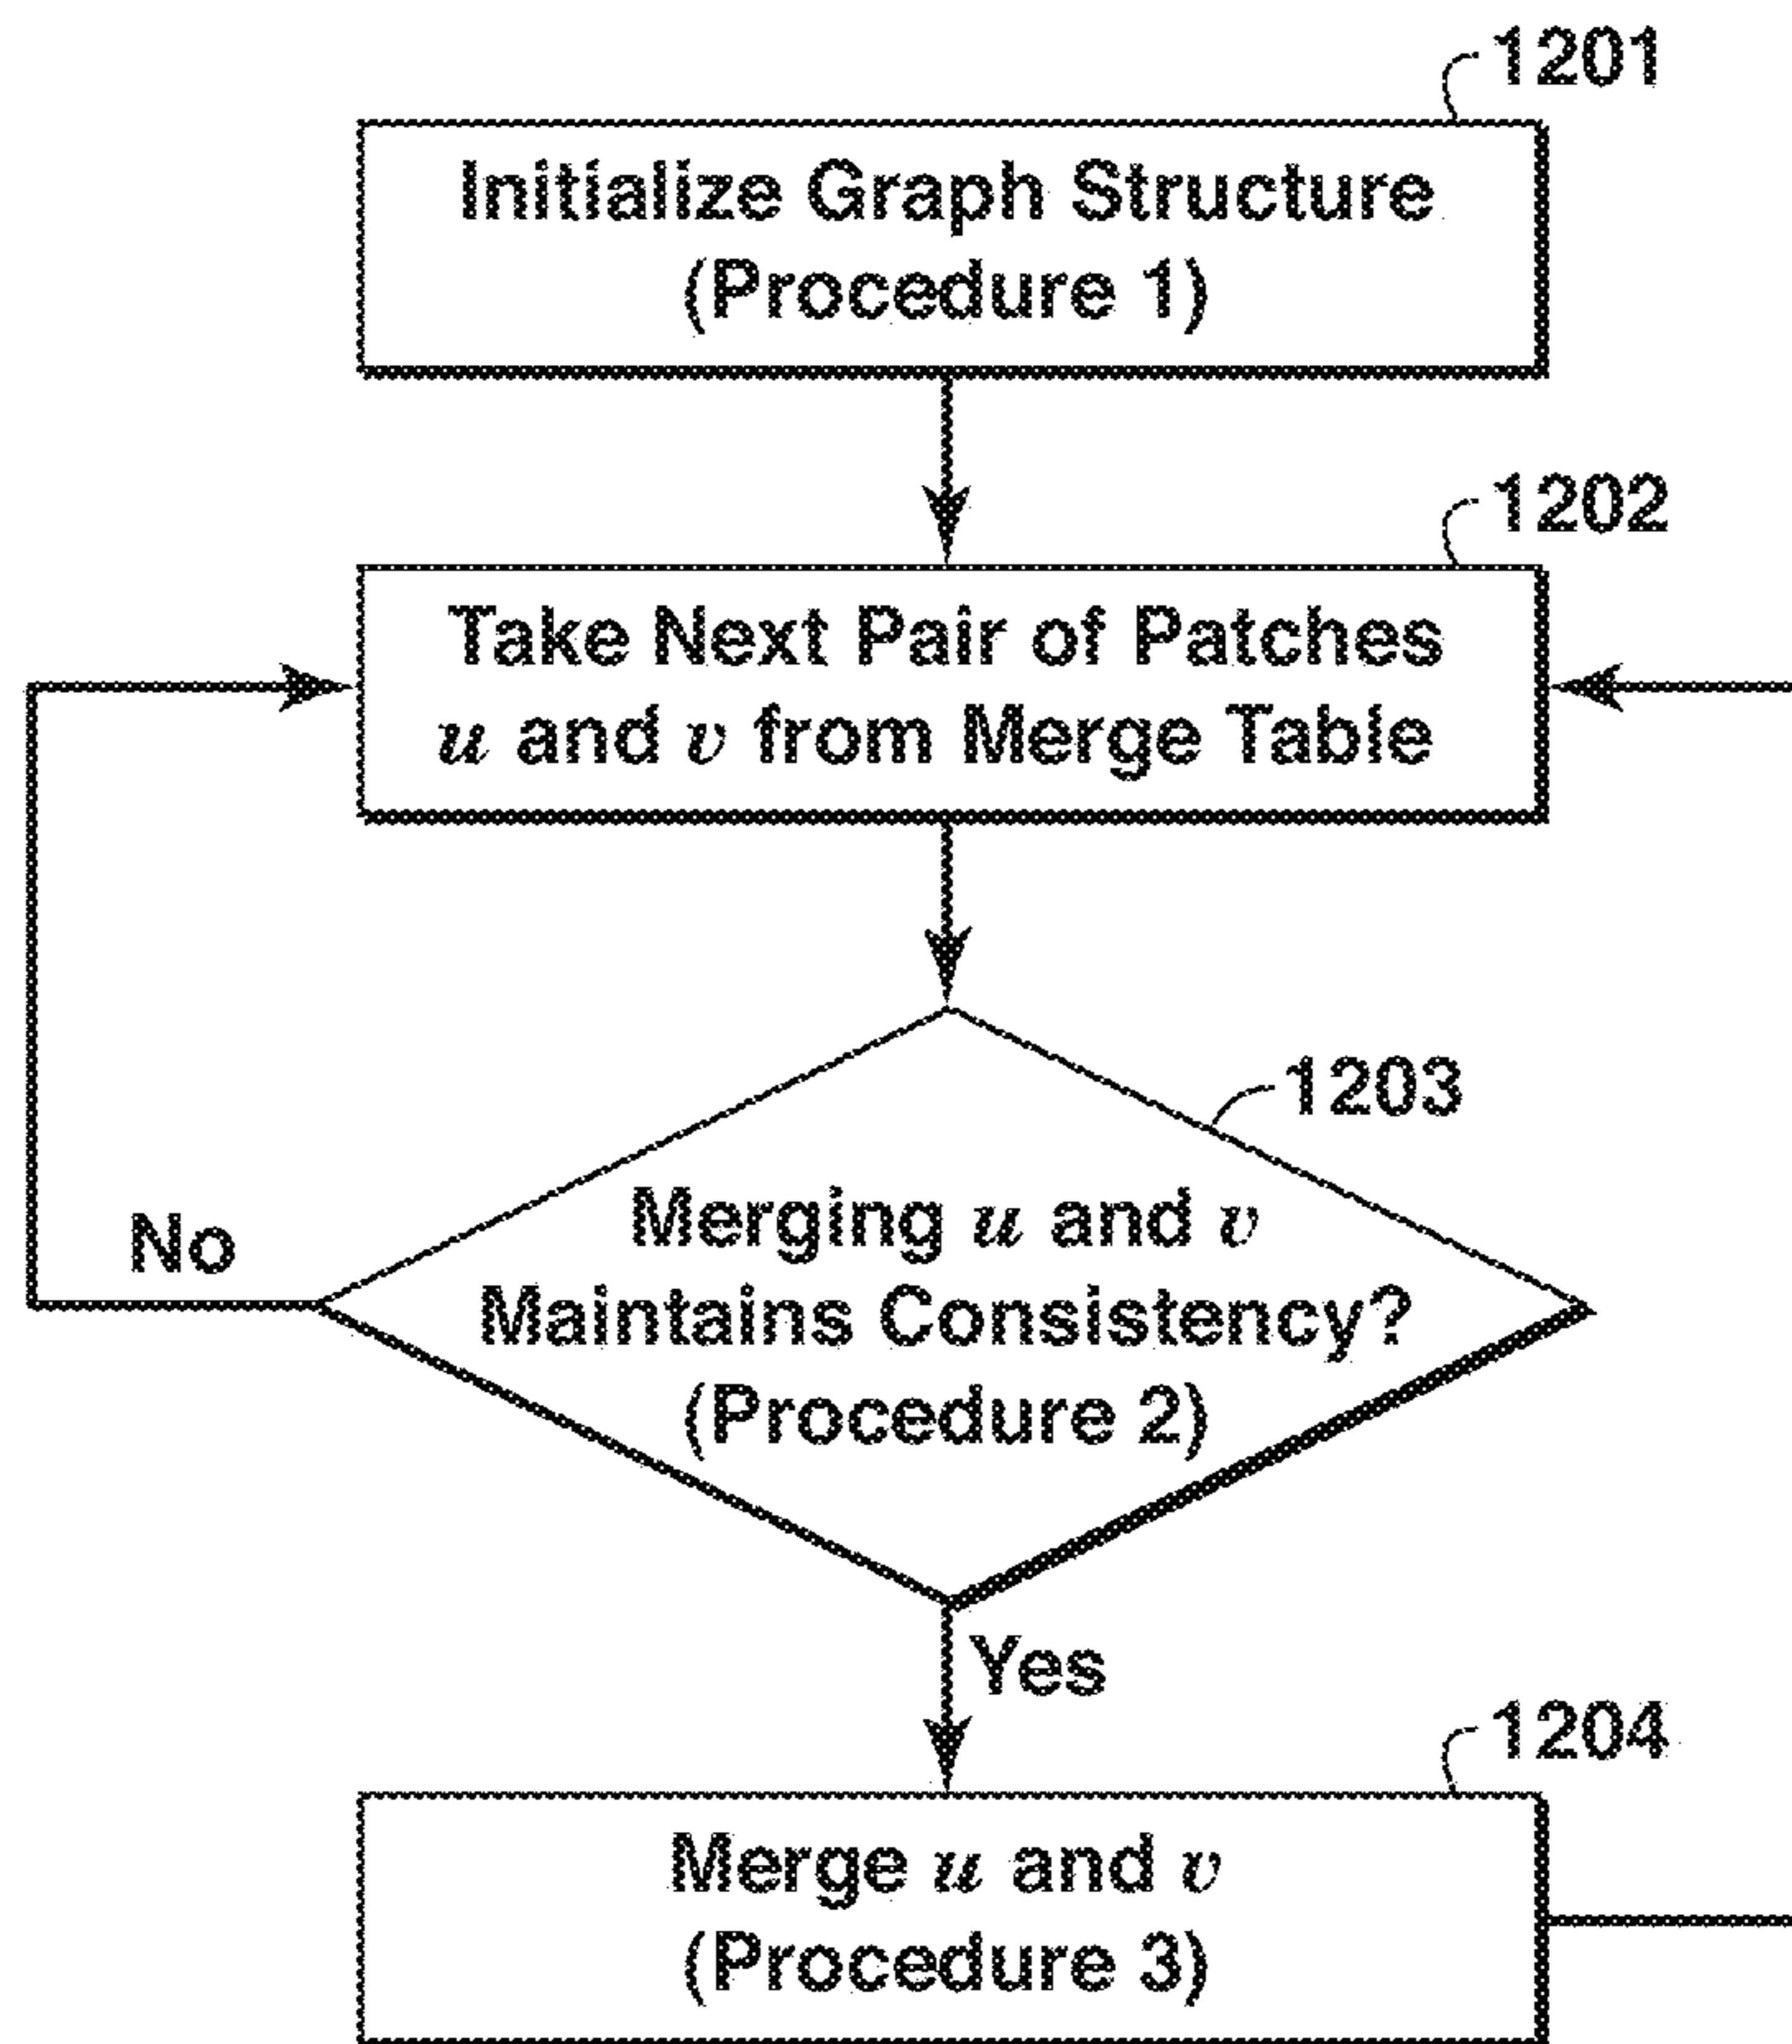 1201
Initialize Graph Structure
(Procedure 1)
1202
Take Next Pair of Patches
u and v from Merge Table
1203
Merging u and v
Maintains Consistency?
(Procedure 2)
No
Yes
1204
Merge u and v
(Procedure 3)